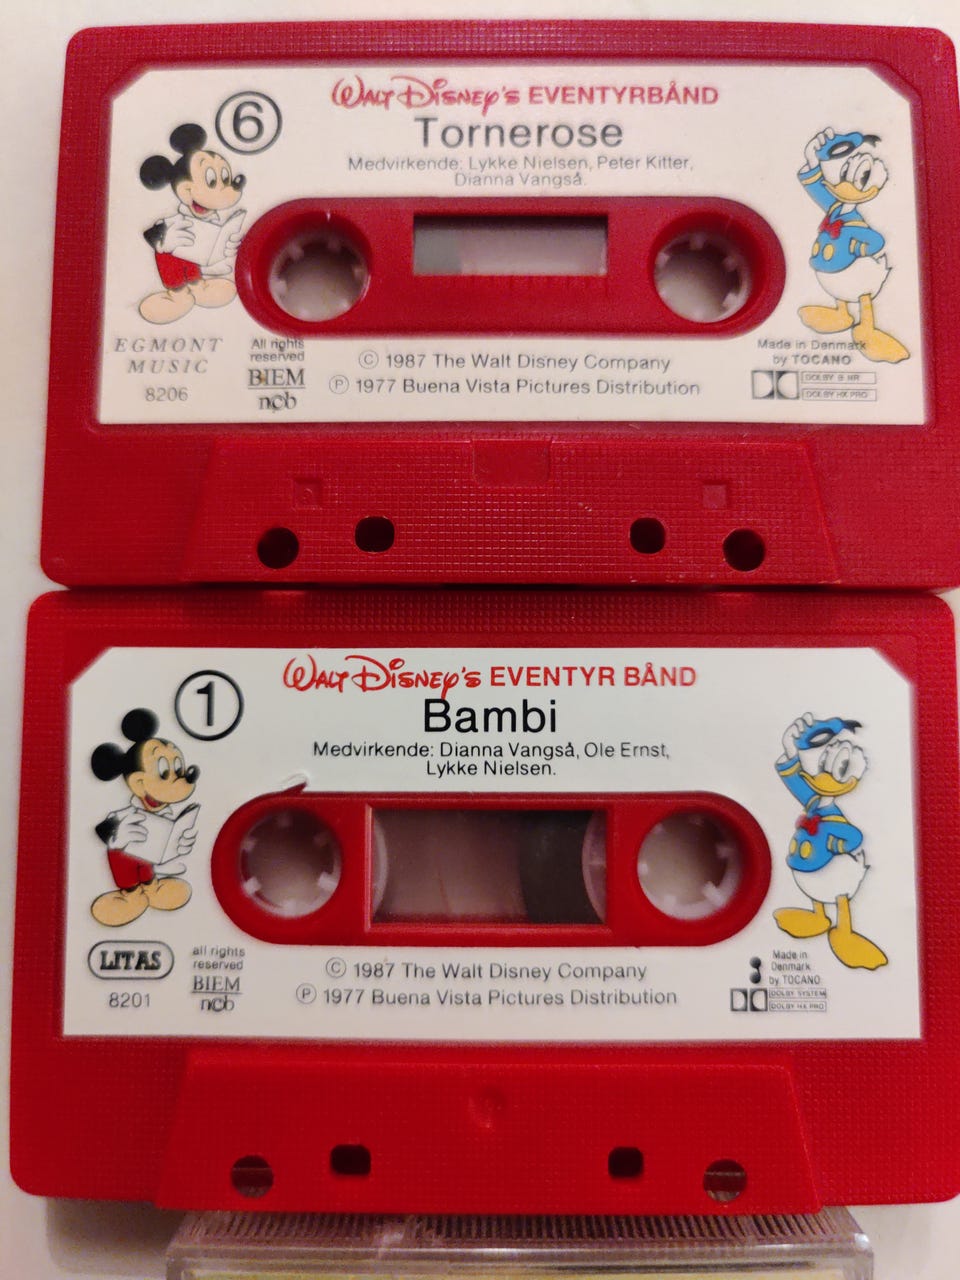 Walt Disney's EVENTYRBÅND
6
Tornerose
Medvirkende: Lykke Nielsen, Peter Kitter,
Dianna Vangså.
EGMONT
MUSIC
8206
All rights
reserved
BIEM
ncb
© 1987 The Walt Disney Company
Ⓟ 1977 Buena Vista Pictures Distribution
Made in Denmark
by TOCANO
DOLBY B NR
DOLBY HX PRO
Walt Disney's EVENTYR BÅND
1
Bambi
Medvirkende: Dianna Vangså, Ole Ernst,
Lykke Nielsen.
LITAS
8201
all rights
reserved
BIEM
ncb
© 1987 The Walt Disney Company
Ⓟ 1977 Buena Vista Pictures Distribution
Made in
Denmark
by TOCANO
DOLBY SYSTEM
DOLBY HX PRO